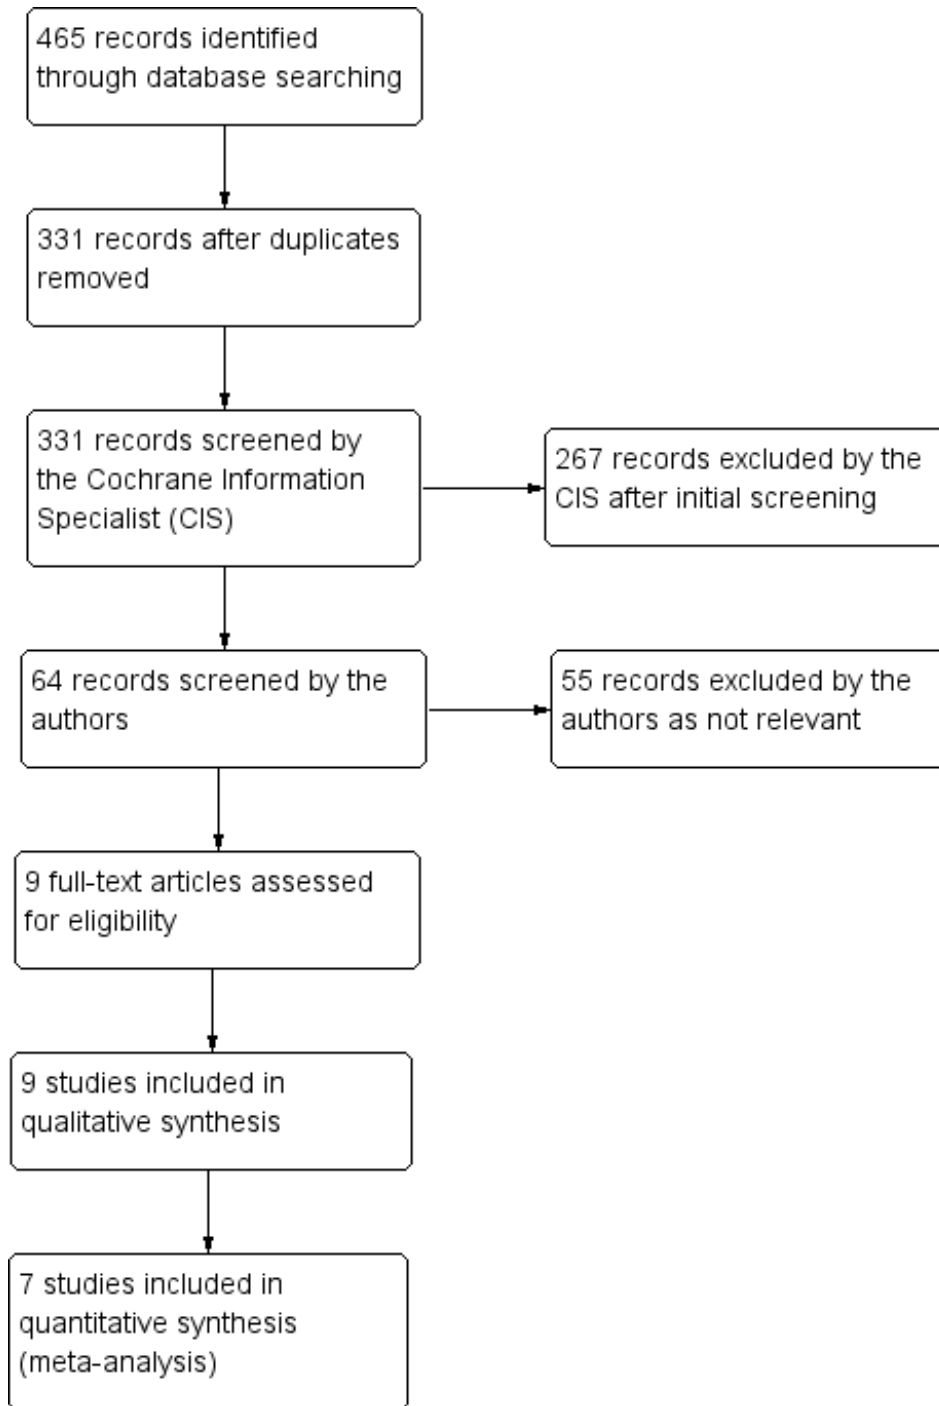 465 records identified
through database searching
331 records after duplicates
removed
331 records screened by
the Cochrane Information
Specialist (CIS)
267 records excluded by the
CIS after initial screening
64 records screened by the
authors
55 records excluded by the
authors as not relevant
9 full-text articles assessed
for eligibility
9 studies included in
qualitative synthesis
7 studies included in
quantitative synthesis
(meta-analysis)